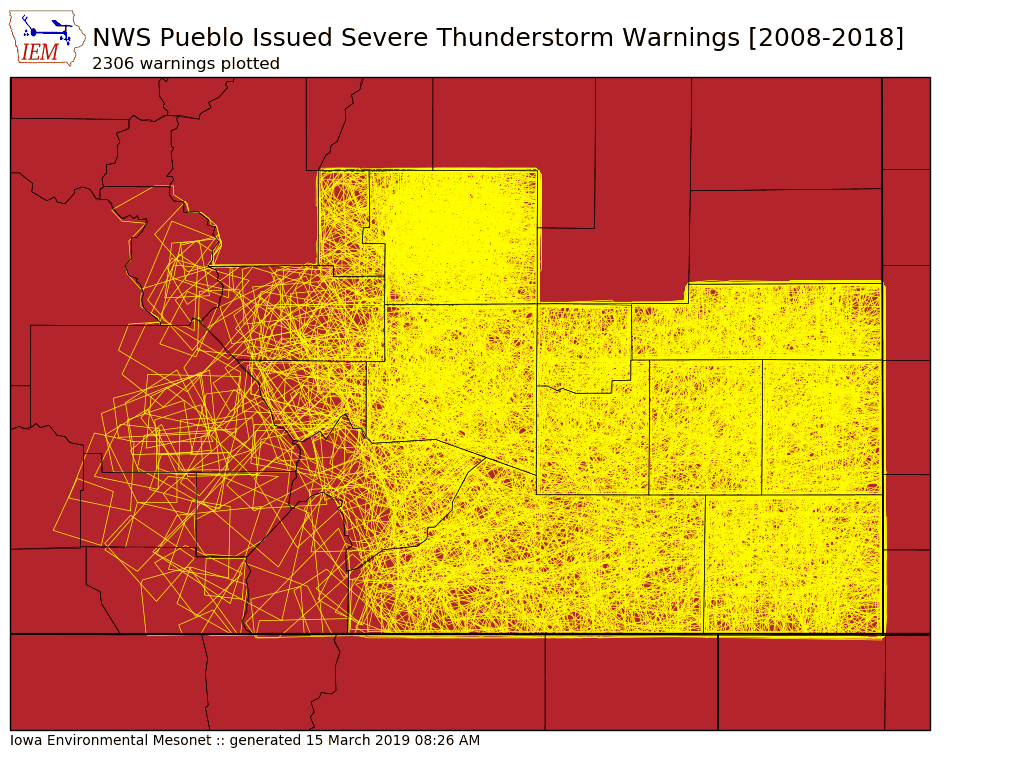 IEM
NWS Pueblo Issued Severe Thunderstorm Warnings [2008-2018]
2306 warnings plotted
Iowa Environmental Mesonet :: generated 15 March 2019 08:26 AM